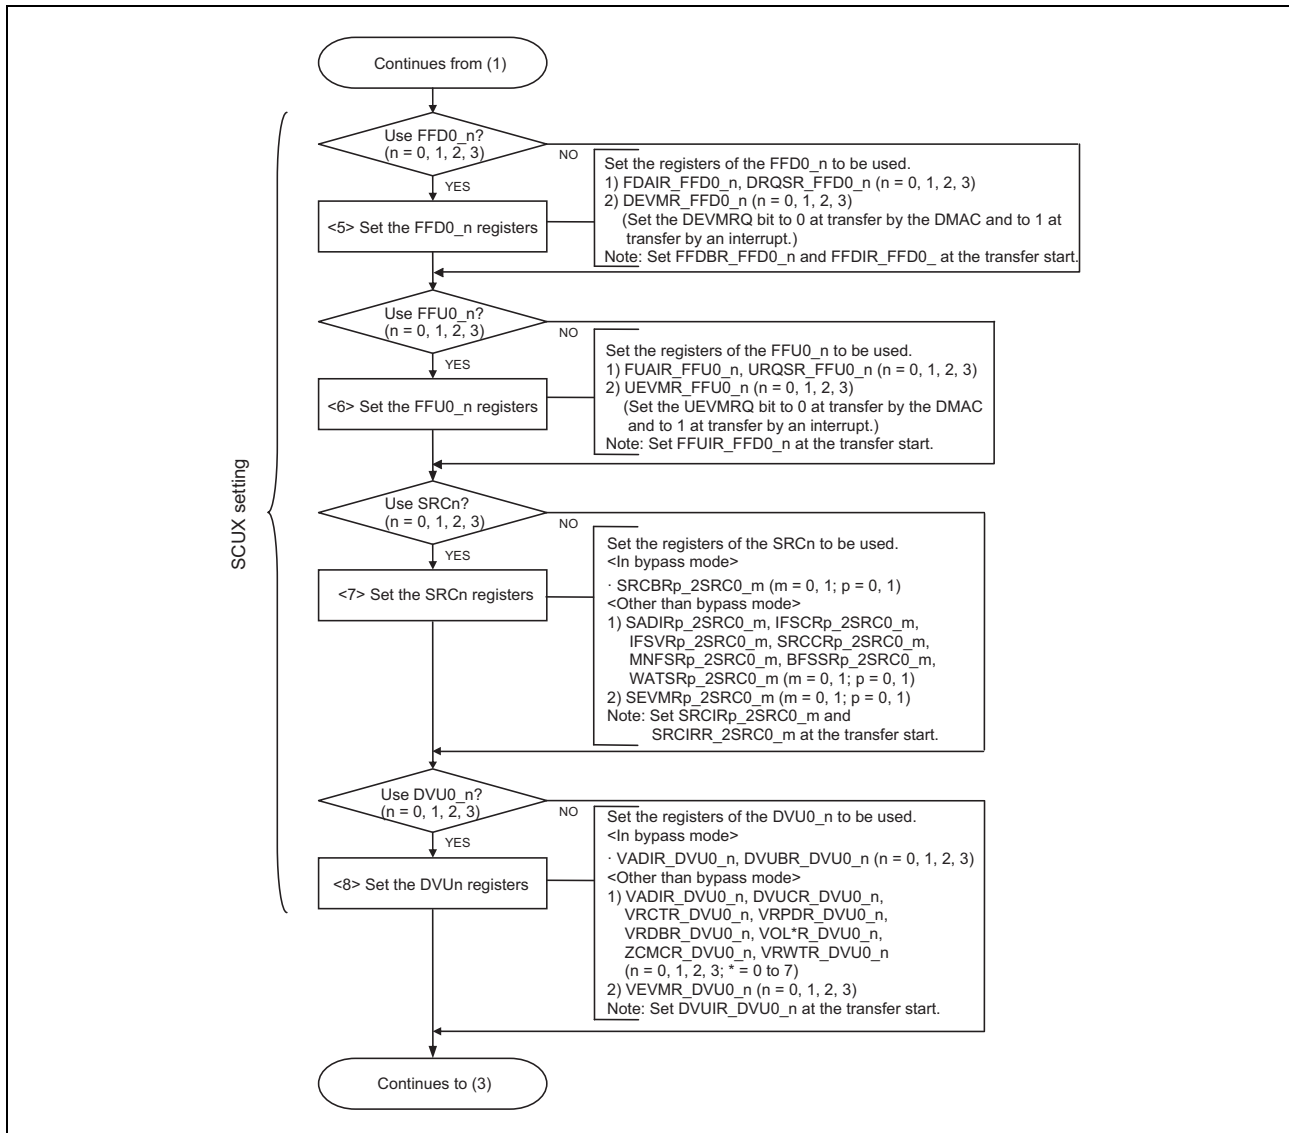 Continues from (1)
Use FFD0_n?
(n = 0, 1, 2, 3)
NO
YES
<5> Set the FFD0_n registers
Set the registers of the FFD0_n to be used.
1) FDAIR_FFD0_n, DRQSR_FFD0_n (n = 0, 1, 2, 3)
2) DEVMR_FFD0_n (n = 0, 1, 2, 3)
(Set the DEVMRQ bit to 0 at transfer by the DMAC and to 1 at
transfer by an interrupt.)
Note: Set FFDBR_FFD0_n and FFDIR_FFD0_ at the transfer start.
Use FFU0_n?
(n = 0, 1, 2, 3)
NO
YES
<6> Set the FFU0_n registers
Set the registers of the FFU0_n to be used.
1) FUAIR_FFU0_n, URQSR_FFU0_n (n = 0, 1, 2, 3)
2) UEVMR_FFU0_n (n = 0, 1, 2, 3)
(Set the UEVMRQ bit to 0 at transfer by the DMAC
and to 1 at transfer by an interrupt.)
Note: Set FFUIR_FFD0_n at the transfer start.
SCUX setting
Use SRCn?
(n = 0, 1, 2, 3)
NO
YES
<7> Set the SRCn registers
Set the registers of the SRCn to be used.
<In bypass mode>
· SRCBRp_2SRC0_m (m = 0, 1; p = 0, 1)
<Other than bypass mode>
1) SADIRp_2SRC0_m, IFSCRp_2SRC0_m,
IFSVRp_2SRC0_m, SRCCRp_2SRC0_m,
MNFSRp_2SRC0_m, BFSSRp_2SRC0_m,
WATSRp_2SRC0_m (m = 0, 1; p = 0, 1)
2) SEVMRp_2SRC0_m (m = 0, 1; p = 0, 1)
Note: Set SRCIRp_2SRC0_m and
SRCIRR_2SRC0_m at the transfer start.
Use DVU0_n?
(n = 0, 1, 2, 3)
NO
YES
<8> Set the DVUn registers
Set the registers of the DVU0_n to be used.
<In bypass mode>
· VADIR_DVU0_n, DVUBR_DVU0_n (n = 0, 1, 2, 3)
<Other than bypass mode>
1) VADIR_DVU0_n, DVUCR_DVU0_n,
VRCTR_DVU0_n, VRPDR_DVU0_n,
VRDBR_DVU0_n, VOL*R_DVU0_n,
ZCMCR_DVU0_n, VRWTR_DVU0_n
(n = 0, 1, 2, 3; * = 0 to 7)
2) VEVMR_DVU0_n (n = 0, 1, 2, 3)
Note: Set DVUIR_DVU0_n at the transfer start.
Continues to (3)